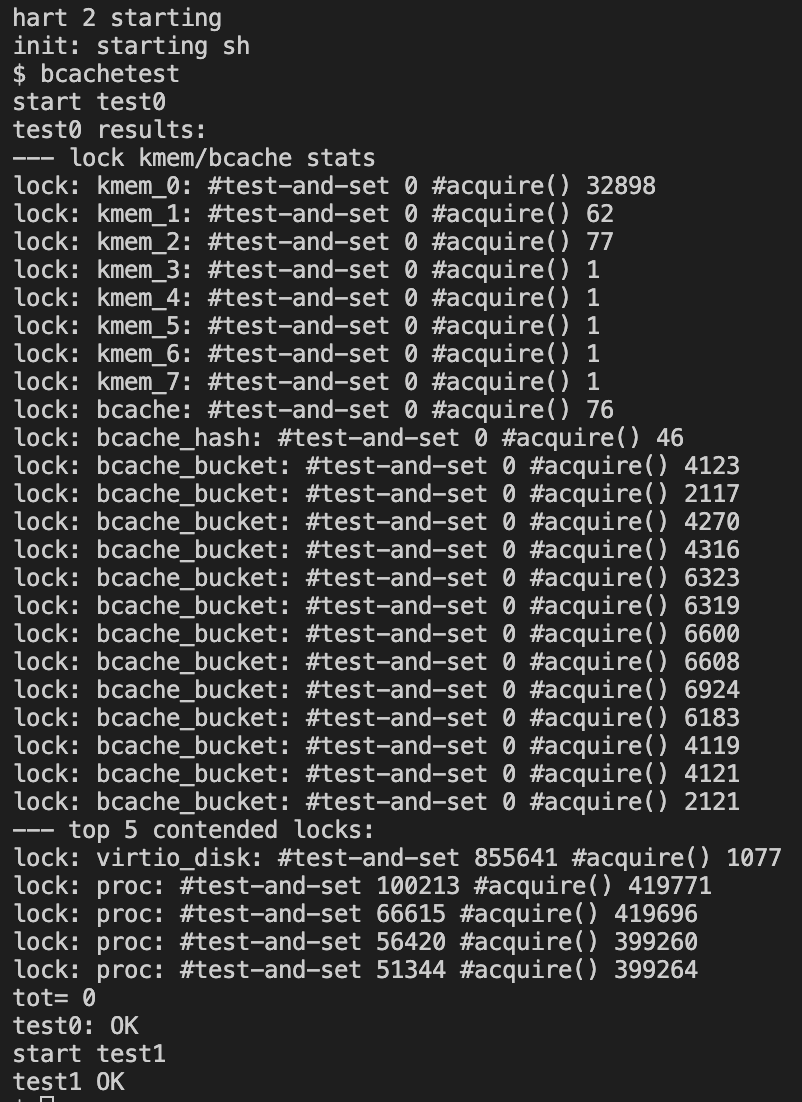 hart 2 starting
init: starting sh
$ bcachetest
start test0
test0 results:
--- lock kmem/bcache stats
lock: kmem_0: #test-and-set 0 #acquire() 32898
lock: kmem_1: #test-and-set 0 #acquire() 62
lock: kmem_2: #test-and-set 0 #acquire() 77
lock: kmem_3: #test-and-set 0 #acquire() 1
lock: kmem_4: #test-and-set 0 #acquire() 1
lock: kmem_5: #test-and-set 0 #acquire() 1
lock: kmem_6: #test-and-set 0 #acquire() 1
lock: kmem_7: #test-and-set 0 #acquire() 1
lock: bcache: #test-and-set 0 #acquire() 76
lock: bcache_hash: #test-and-set 0 #acquire() 46
lock: bcache_bucket: #test-and-set 0 #acquire() 4123
lock: bcache_bucket: #test-and-set 0 #acquire() 2117
lock: bcache_bucket: #test-and-set 0 #acquire() 4270
lock: bcache_bucket: #test-and-set 0 #acquire() 4316
lock: bcache_bucket: #test-and-set 0 #acquire() 6323
lock: bcache_bucket: #test-and-set 0 #acquire() 6319
lock: bcache_bucket: #test-and-set 0 #acquire() 6600
lock: bcache_bucket: #test-and-set 0 #acquire() 6608
lock: bcache_bucket: #test-and-set 0 #acquire() 6924
lock: bcache_bucket: #test-and-set 0 #acquire() 6183
lock: bcache_bucket: #test-and-set 0 #acquire() 4119
lock: bcache_bucket: #test-and-set 0 #acquire() 4121
lock: bcache_bucket: #test-and-set 0 #acquire() 2121
--- top 5 contended locks:
lock: virtio_disk: #test-and-set 855641 #acquire() 1077
lock: proc: #test-and-set 100213 #acquire() 419771
lock: proc: #test-and-set 66615 #acquire() 419696
lock: proc: #test-and-set 56420 #acquire() 399260
lock: proc: #test-and-set 51344 #acquire() 399264
tot= 0
test0: OK
start test1
test1 OK